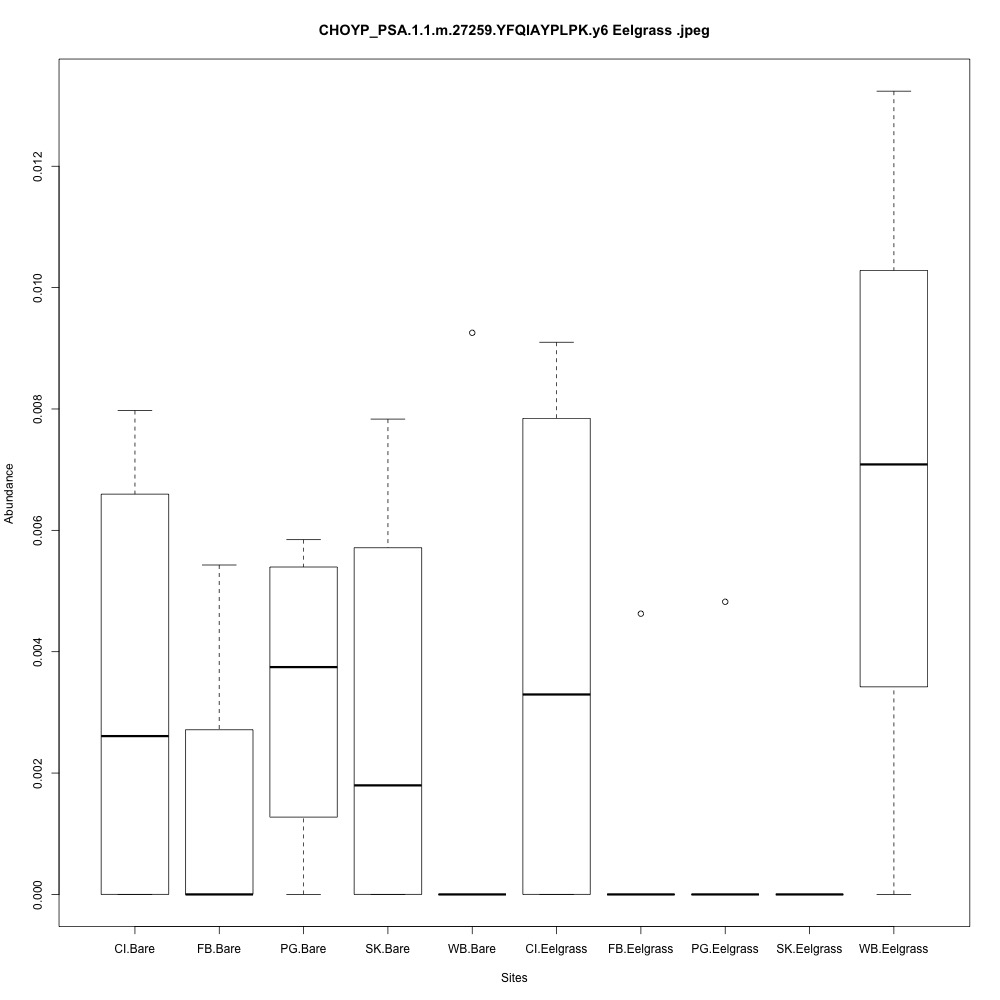 CHOYP_PSA.1.1.m.27259.YFQIAYPLPK.y6 Eelgrass .jpeg
0.012
0.010
0.008
0.006
0.004
0.002
0.000
Abundance
CI.Bare FB.Bare PG.Bare SK.Bare WB.Bare CI.Eelgrass FB.Eelgrass PG.Eelgrass SK.Eelgrass WB.Eelgrass
Sites